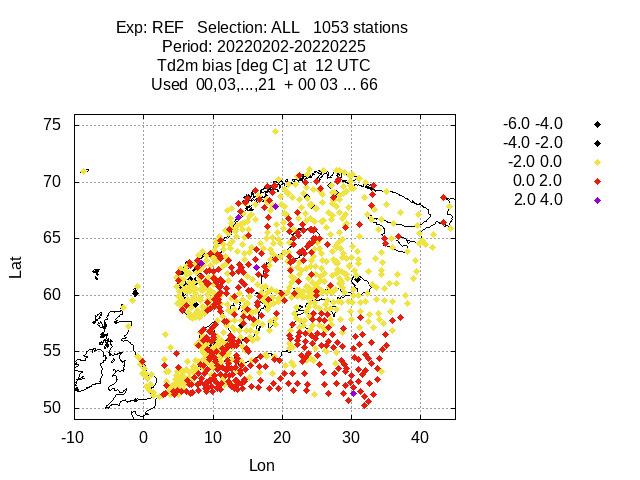 Exp: REF   Selection: ALL   1053 stations
Period: 20220202-20220225
Td2m bias [deg C] at  12 UTC
Used  00,03,...,21  + 00 03 ... 66
-6.0 -4.0
-4.0 -2.0
-2.0 0.0
0.0 2.0
2.0 4.0
75
70
65
60
55
50
Lat
-10 0 10 20 30 40
Lon